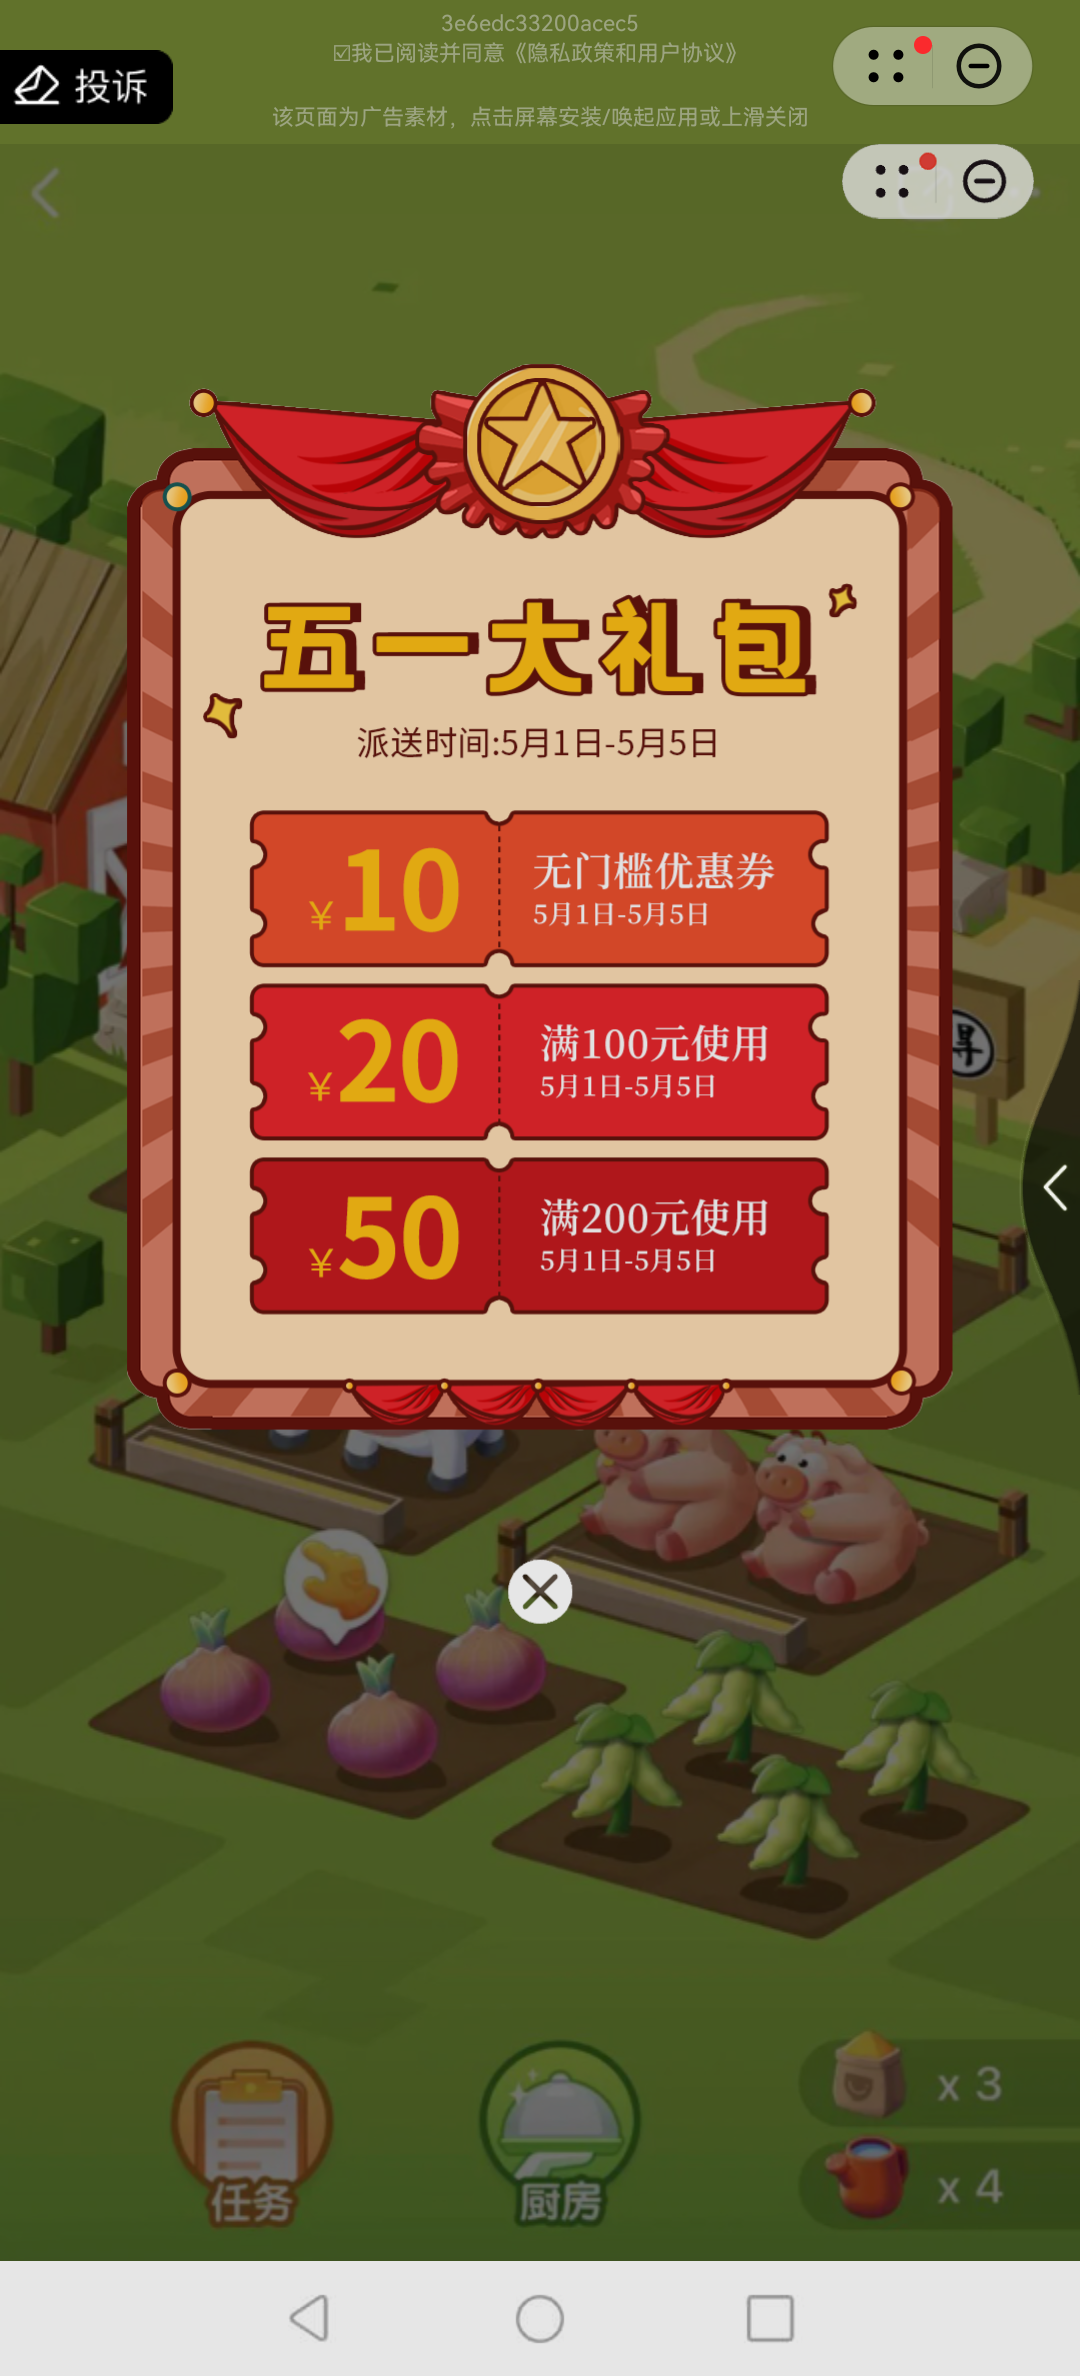 3e6edc33200acec5
☑我已阅读并同意《隐私政策和用户协议》
投诉
该页面为广告素材，点击屏幕安装/唤起应用或上滑关闭
五一大礼包
派送时间:5月1日-5月5日
¥10
无门槛优惠券
5月1日-5月5日
¥20
满100元使用
5月1日-5月5日
¥50
满200元使用
5月1日-5月5日
x 3
x 4
任务
厨房